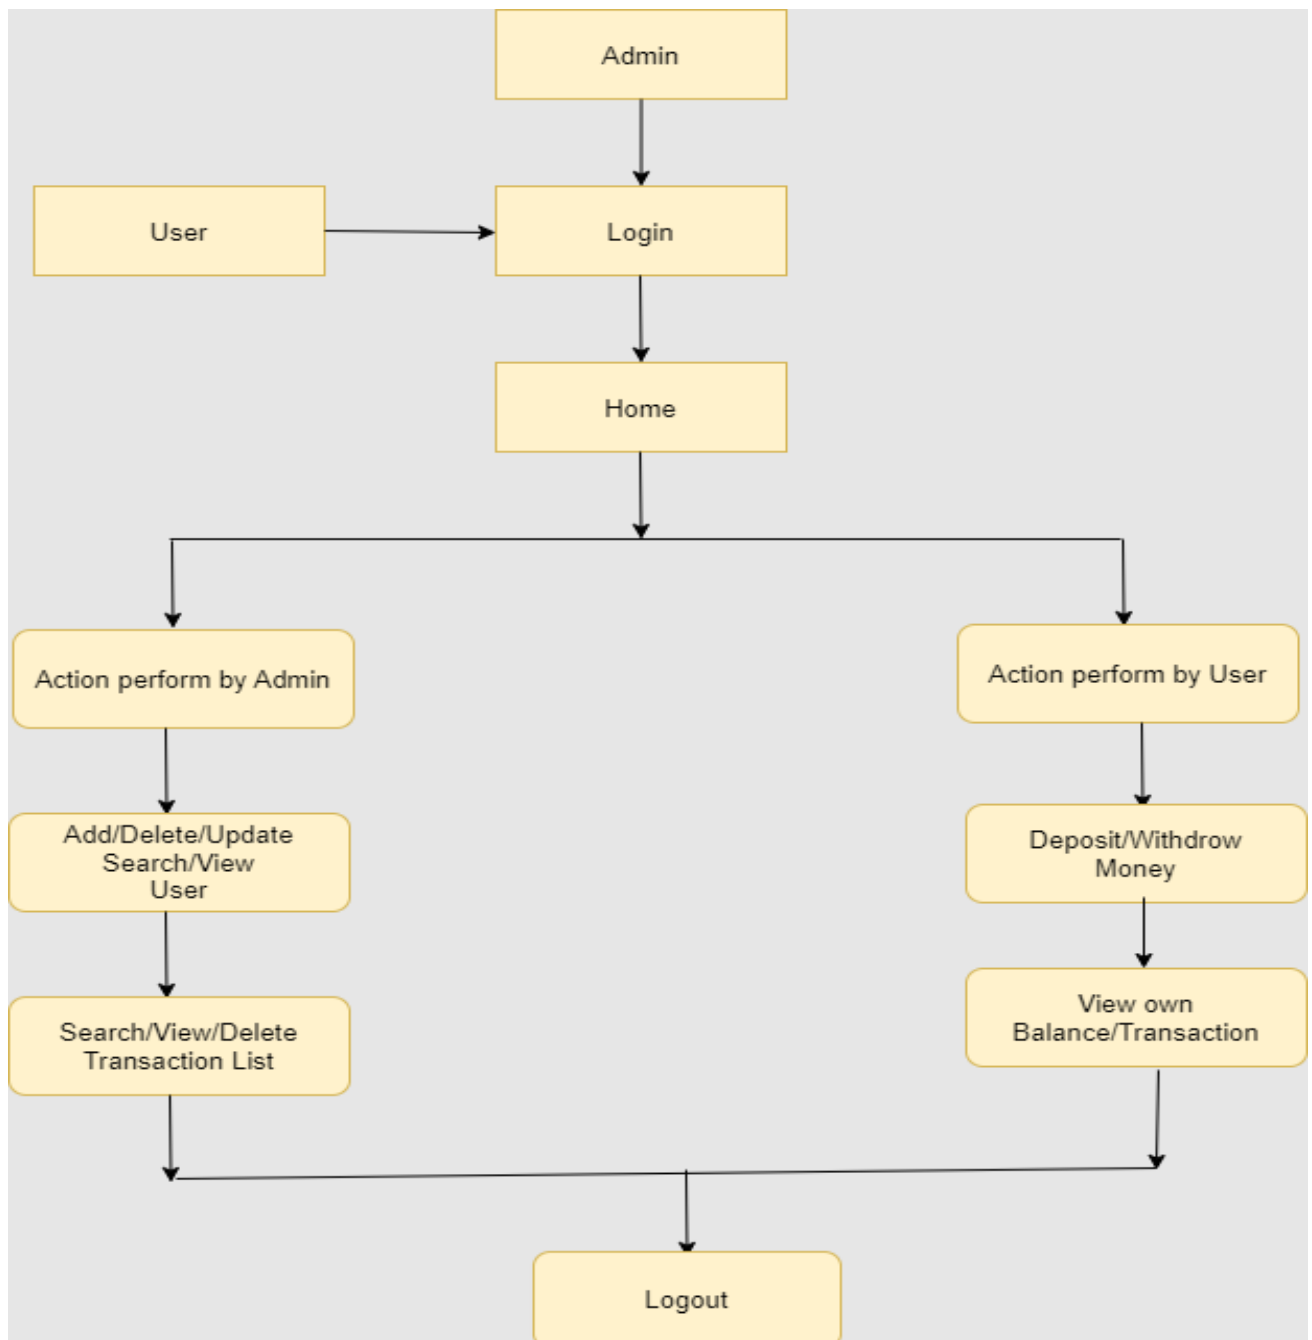 Admin
User
Login
Home
Action perform by Admin
Action perform by User
Add/Delete/Update
Search/View
User
Deposit/Withdrow
Money
Search/View/Delete
Transaction List
View own
Balance/Transaction
Logout